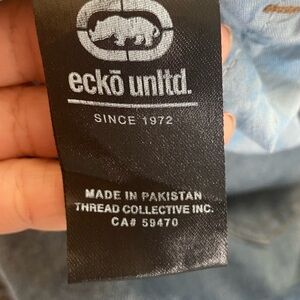 eckō unltd.
SINCE 1972
MADE IN PAKISTAN
THREAD COLLECTIVE INC.
CA# 59470